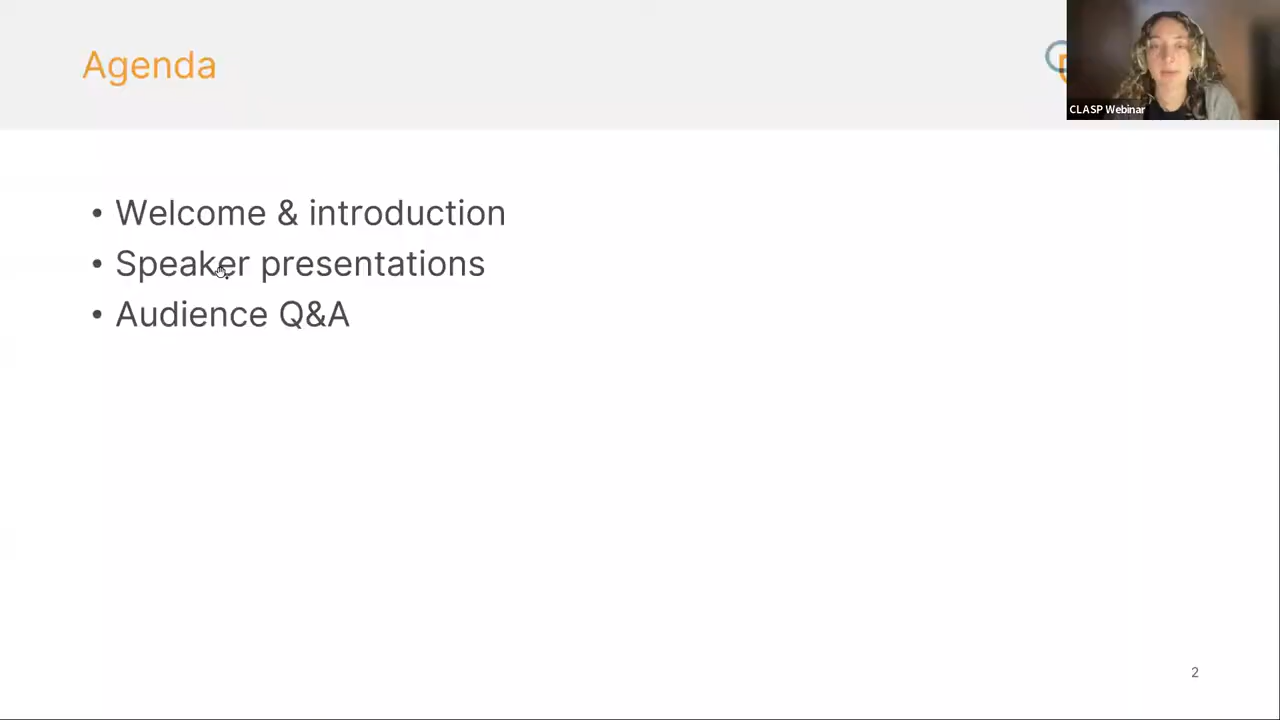 Agenda
CLASP Webinar
• Welcome & introduction
• Speaker presentations
• Audience Q&A
2